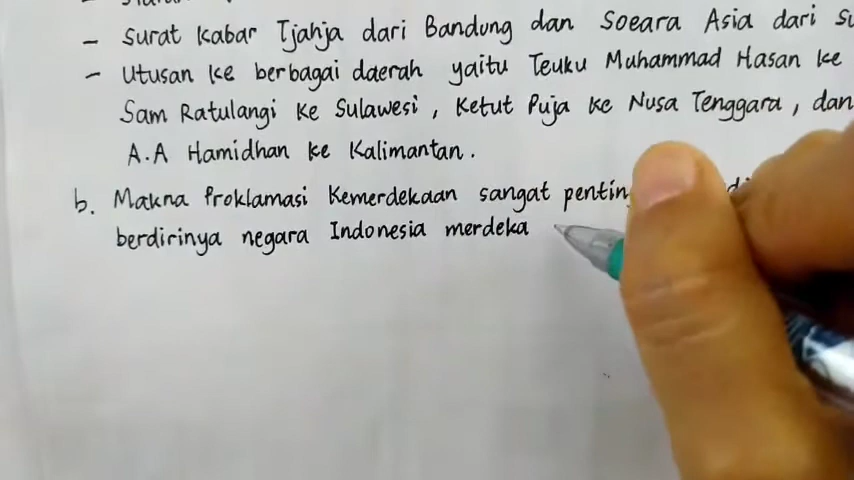 - Surat Kabar Tjahja dari Bandung dan Soeara Asia dari
- Utusan ke berbagai daerah yaitu Teuku Muhammad Hasan ke
Sam Ratulangi ke Sulawesi, Ketut Puja ke Nusa Tenggara, dan
A.A Hamidhan ke Kalimantan.
b. Makna Proklamasi Kemerdekaan sangat
berdirinya negara Indonesia merdeka